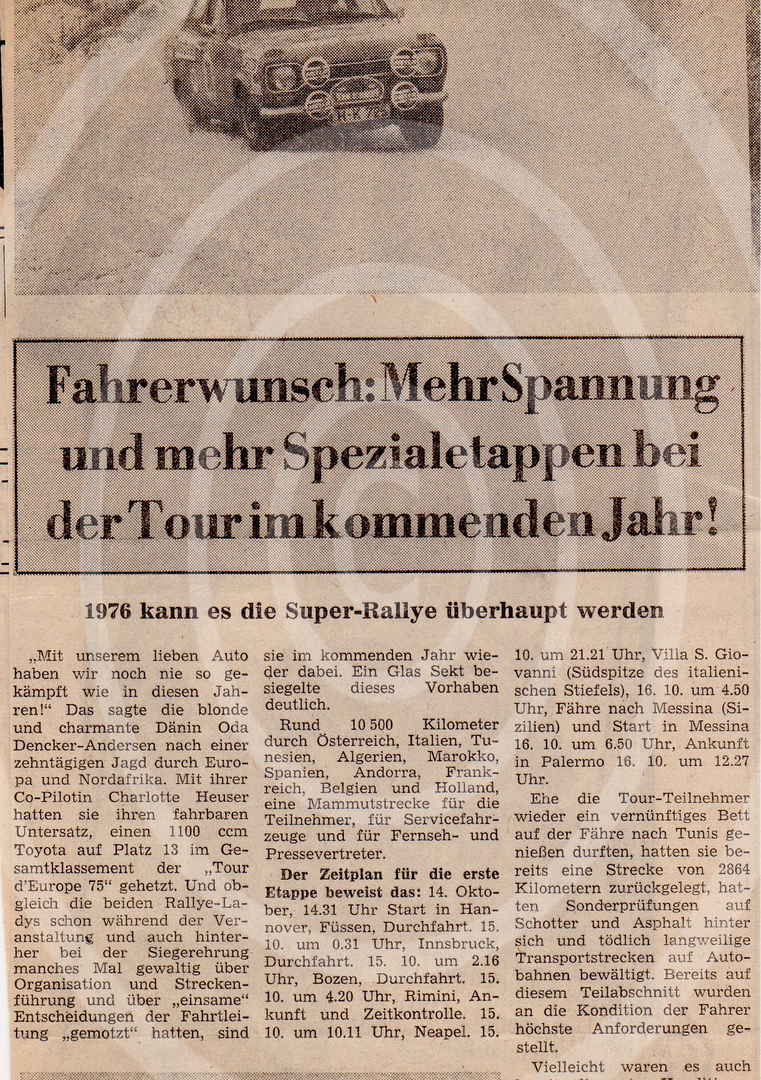 Fahrerwunsch: Mehr Spannung
und mehr Spezialetappen bei
der Tour im kommenden Jahr!
1976 kann es die Super-Rallye überhaupt werden
„Mit unserem lieben Auto
haben wir noch nie so ge-
kämpft wie in diesen Jah-
ren!" Das sagte die blonde
und charmante Dänin Oda
Dencker-Andersen nach einer
zehntägigen Jagd durch Euro-
pa und Nordafrika. Mit ihrer
Co-Pilotin Charlotte Heuser
hatten sie ihren fahrbaren
Untersatz, einen 1100 ccm
Toyota auf Platz 13 im Ge-
samtklassement der „Tour
d'Europe 75" gehetzt. Und ob-
gleich die beiden Rallye-La-
dys schon während der Ver-
anstaltung und auch hinter-
her bei der Siegerehrung
manches Mal gewaltig über
Organisation und Strecken-
führung und über „einsame"
Entscheidungen der Fahrtlei-
tung „gemotzt" hatten, sind
sie im kommenden Jahr wie-
der dabei. Ein Glas Sekt be-
siegelte dieses Vorhaben
deutlich.
Rund 10 500 Kilometer
durch Österreich, Italien, Tu-
nesien, Algerien, Marokko,
Spanien, Andorra, Frank-
reich, Belgien und Holland,
eine Mammutstrecke für die
Teilnehmer, für Servicefahr-
zeuge und für Fernseh- und
Pressevertreter.
Der Zeitplan für die erste
Etappe beweist das: 14. Okto-
ber, 14.31 Uhr Start in Han-
nover, Füssen, Durchfahrt. 15.
10. um 0.31 Uhr, Innsbruck,
Durchfahrt. 15. 10. um 2.16
Uhr, Bozen, Durchfahrt. 15.
10. um 4.20 Uhr, Rimini, An-
kunft und Zeitkontrolle. 15.
10. um 10.11 Uhr, Neapel. 15.
10. um 21.21 Uhr, Villa S. Gio-
vanni (Südspitze des italieni-
schen Stiefels), 16. 10. um 4.50
Uhr, Fähre nach Messina (Si-
zilien) und Start in Messina
16. 10. um 6.50 Uhr, Ankunft
in Palermo 16. 10. um 12.27
Uhr.
Ehe die Tour-Teilnehmer
wieder ein vernünftiges Bett
auf der Fähre nach Tunis ge-
nießen durften, hatten sie be-
reits eine Strecke von 2864
Kilometern zurückgelegt, hat-
ten Sonderprüfungen auf
Schotter und Asphalt hinter
sich und tödlich langweilige
Transportstrecken auf Auto-
bahnen bewältigt. Bereits auf
diesem Teilabschnitt wurden
an die Kondition der Fahrer
höchste Anforderungen ge-
stellt.
Vielleicht waren es auch